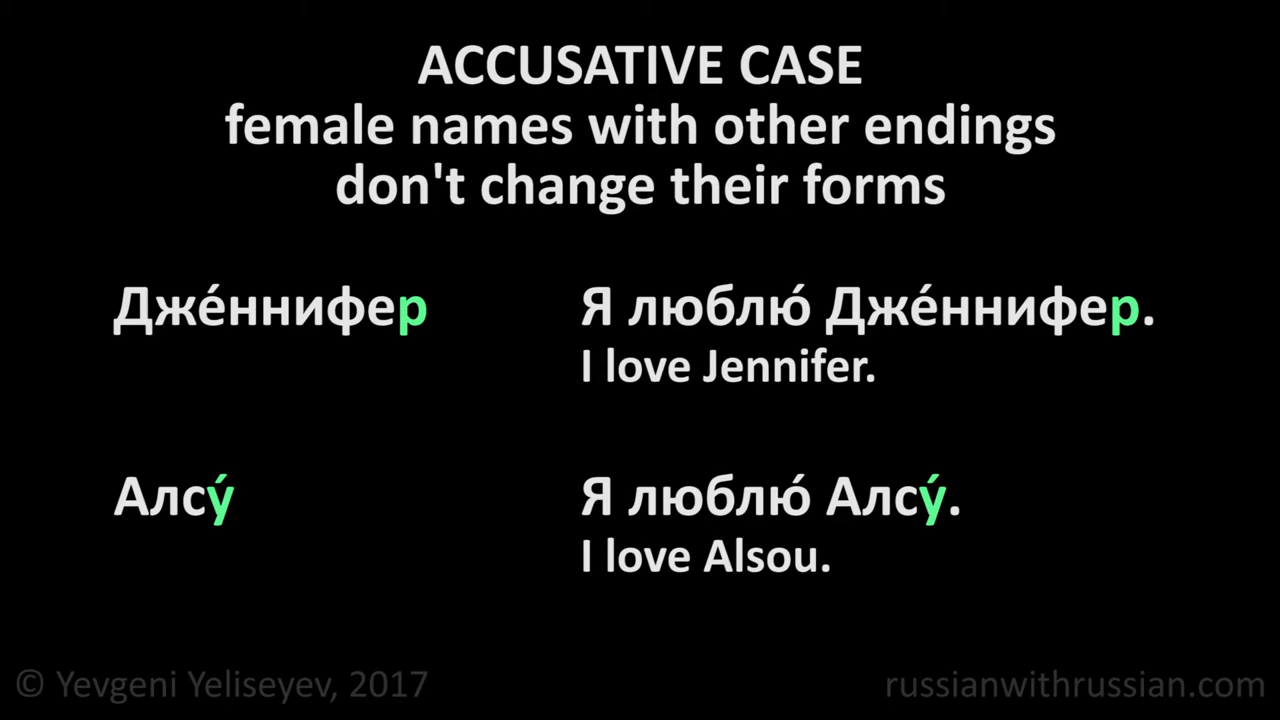 ACCUSATIVE CASE
female names with other endings
don't change their forms
Дже́ннифер
Я люблю́ Дже́ннифер.
I love Jennifer.
Алсу́
Я люблю́ Алсу́.
I love Alsou.
© Yevgeni Yeliseyev, 2017
russianwithrussian.com